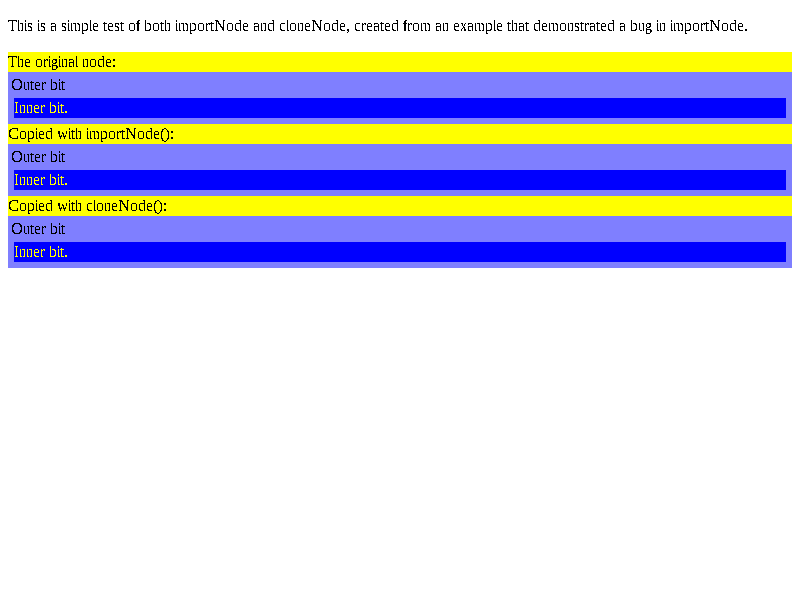 This is a simple test of both importNode and cloneNode, created from an example that demonstrated a bug in importNode.
The original node:
Outer bit
Inner bit.
Copied with importNode():
Outer bit
Inner bit.
Copied with cloneNode():
Outer bit
Inner bit.